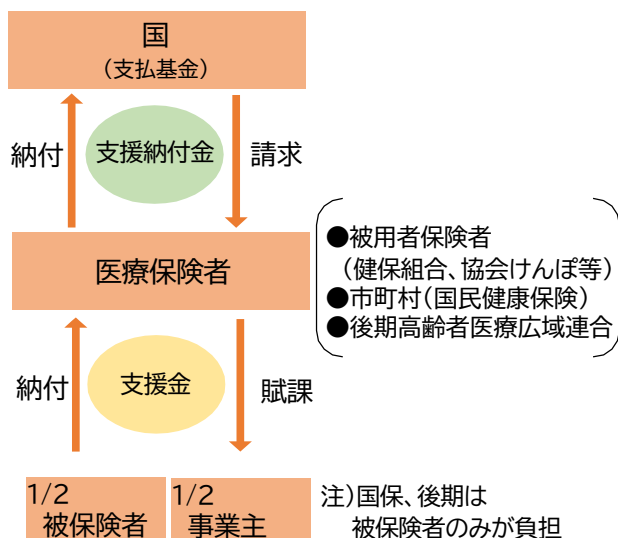 国
（支払基金）
納付
支援納付金
請求
医療保険者
●被用者保険者
（健保組合、協会けんぽ等）
●市町村（国民健康保険）
●後期高齢者医療広域連合
納付
支援金
賦課
1/2
被保険者
1/2
事業主
注）国保、後期は
被保険者のみが負担